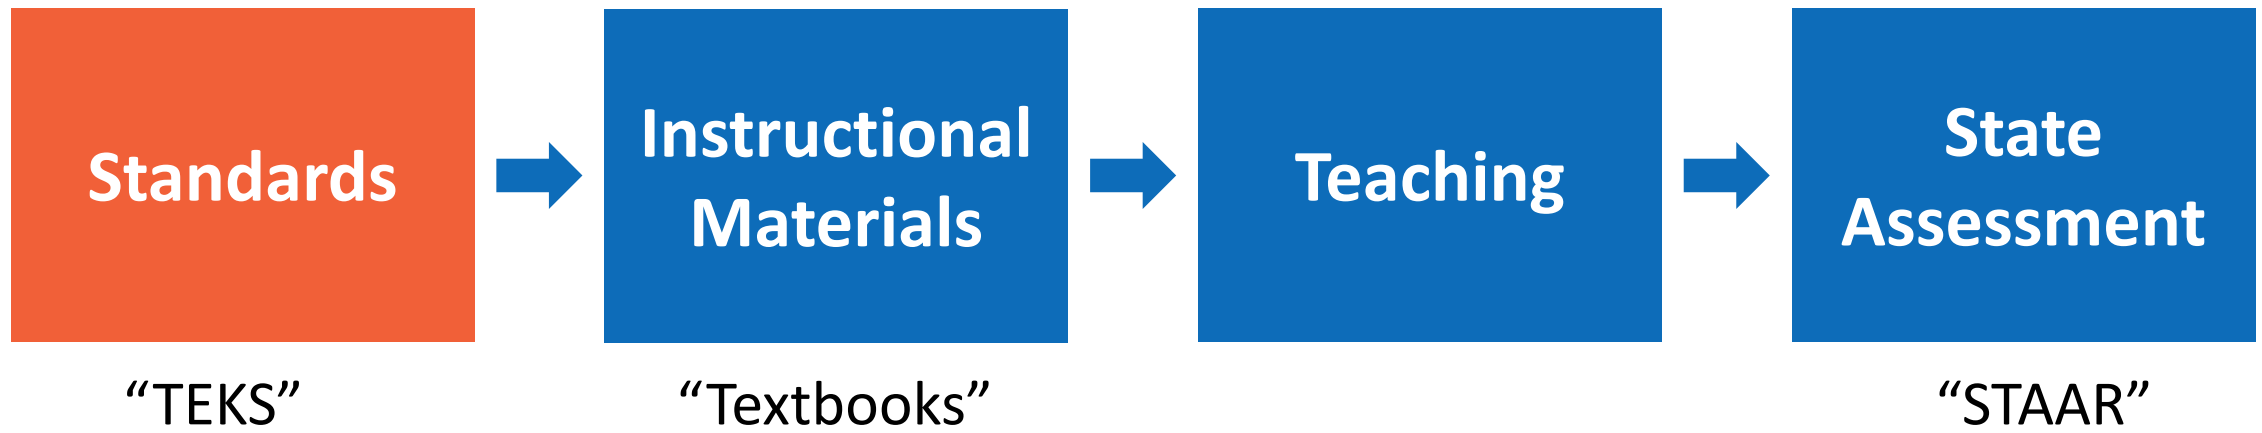 Standards
Instructional
Materials
Teaching
State
Assessment
“TEKS”
“Textbooks”
“STAAR”